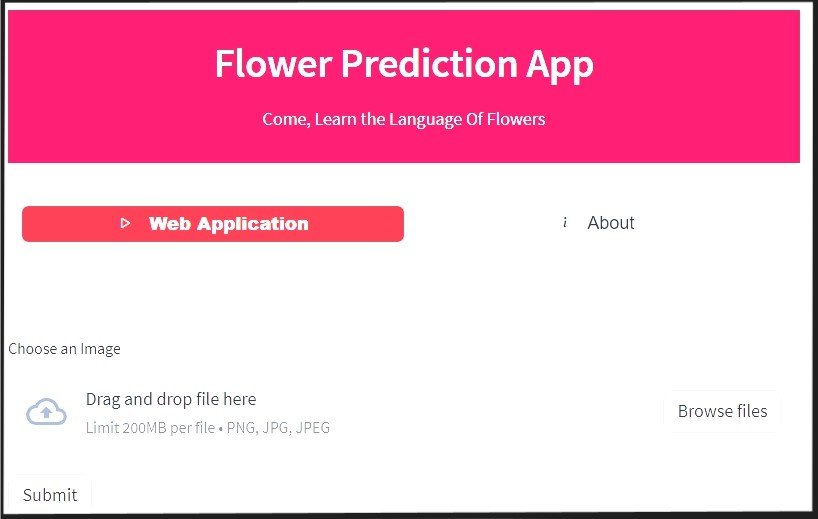 Flower Prediction App
Come, Learn the Language Of Flowers
Web Application
i About
Choose an Image
Drag and drop file here
Limit 200MB per file • PNG, JPG, JPEG
Browse files
Submit